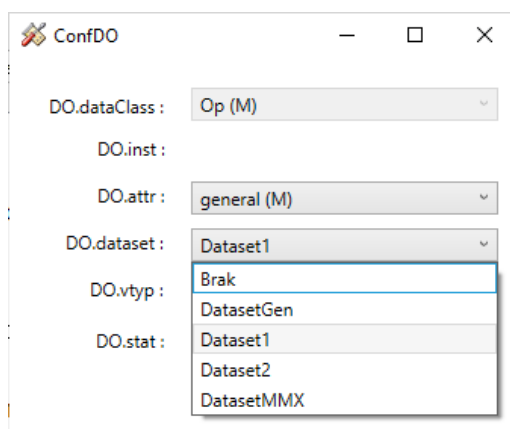 ConfDO
DO.dataClass : Op (M)
DO.inst :
DO.attr : general (M)
DO.dataset : Dataset1
Brak
DO.vtyp :
DatasetGen
DO.stat : Dataset1
Dataset2
DatasetMMX